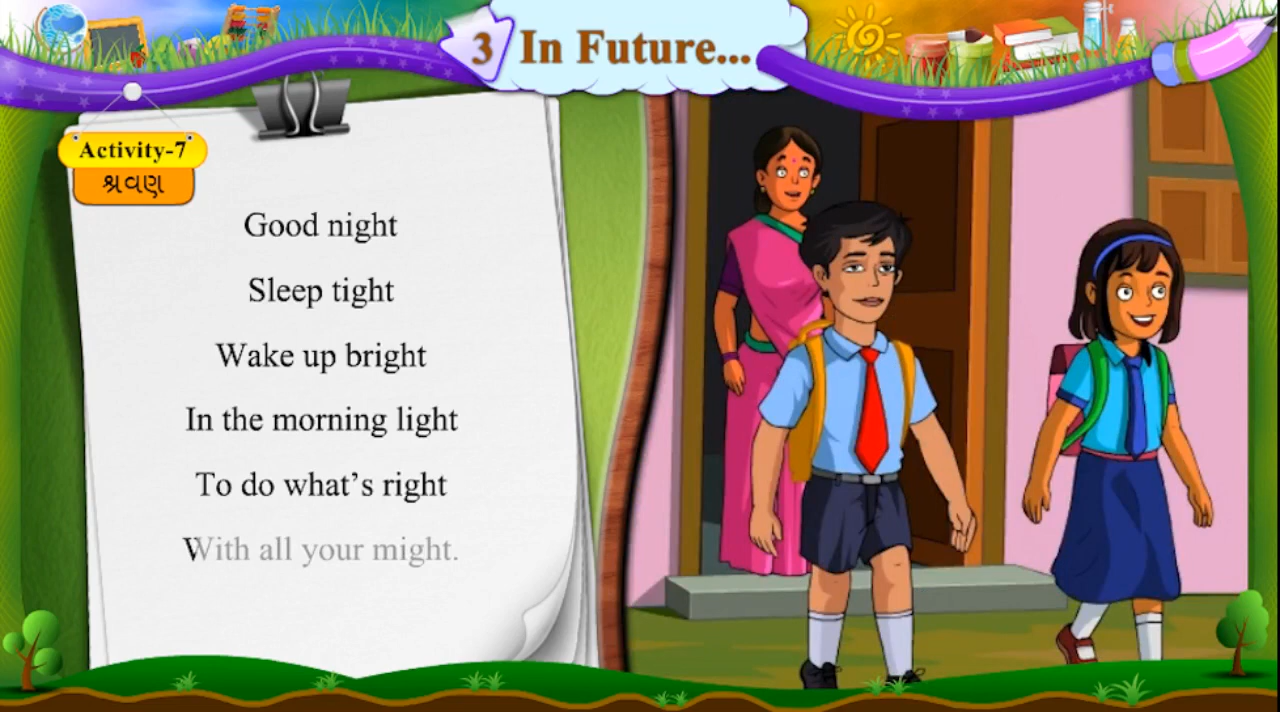 3 In Future...
Activity-7
શ્રવણ
Good night
Sleep tight
Wake up bright
In the morning light
To do what’s right
With all your might.